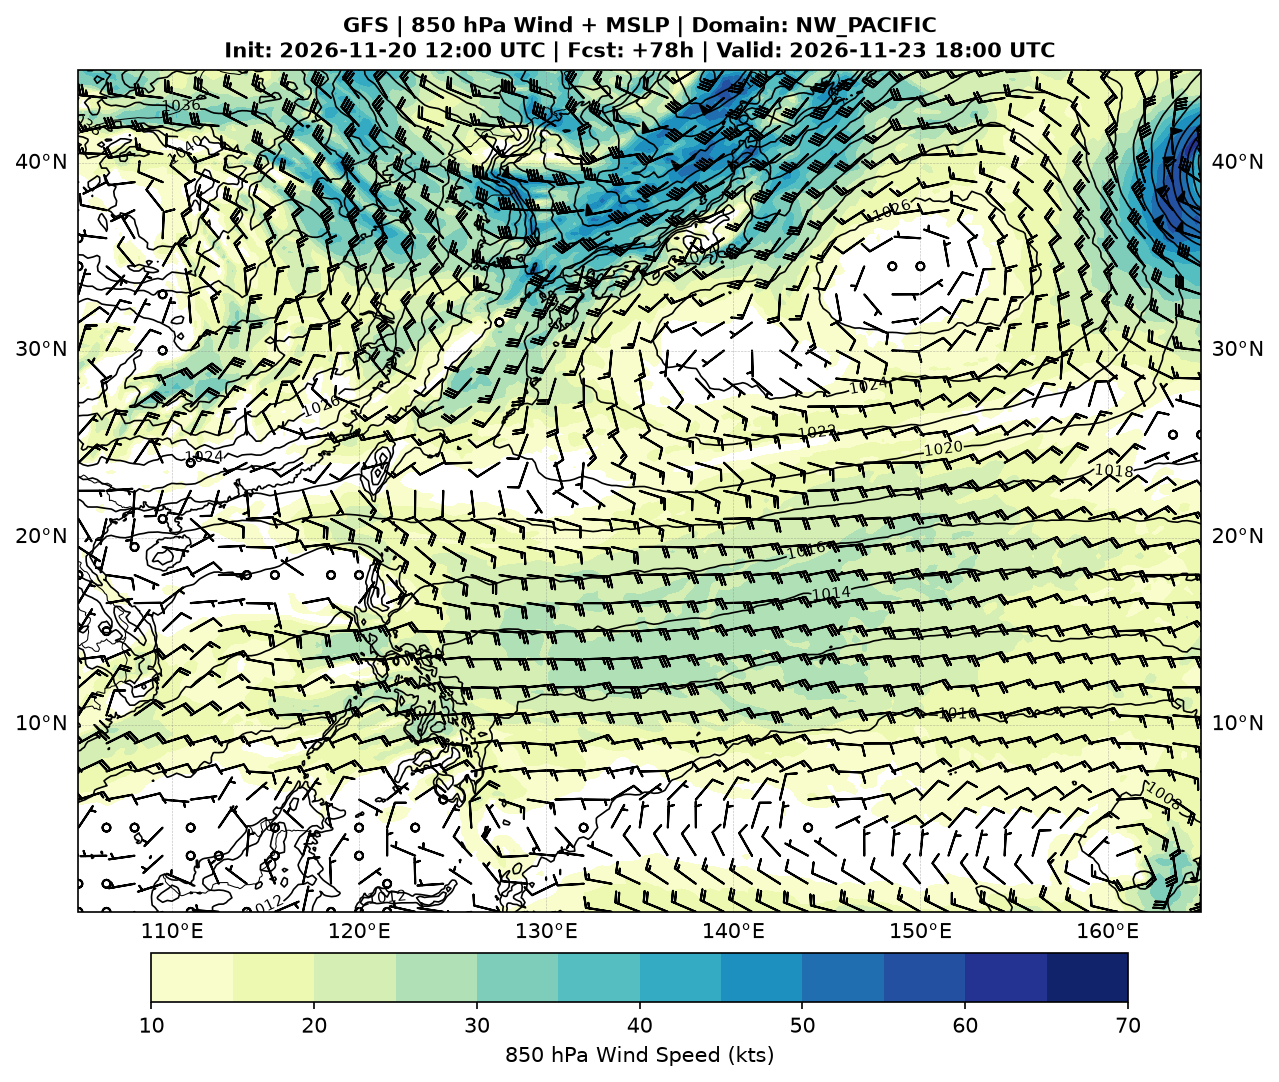 GFS | 850 hPa Wind + MSLP | Domain: NW_PACIFIC
Init: 2026-11-20 12:00 UTC | Fcst: +78h | Valid: 2026-11-23 18:00 UTC
1036
1040
1026
40°N
40°N
30°N
30°N
1024
1026
1022
1020
1024
1018
20°N
20°N
1016
1014
10°N
10°N
1010
1008
1012
1012
110°E 120°E 130°E 140°E 150°E 160°E
10 20 30 40 50 60 70
850 hPa Wind Speed (kts)